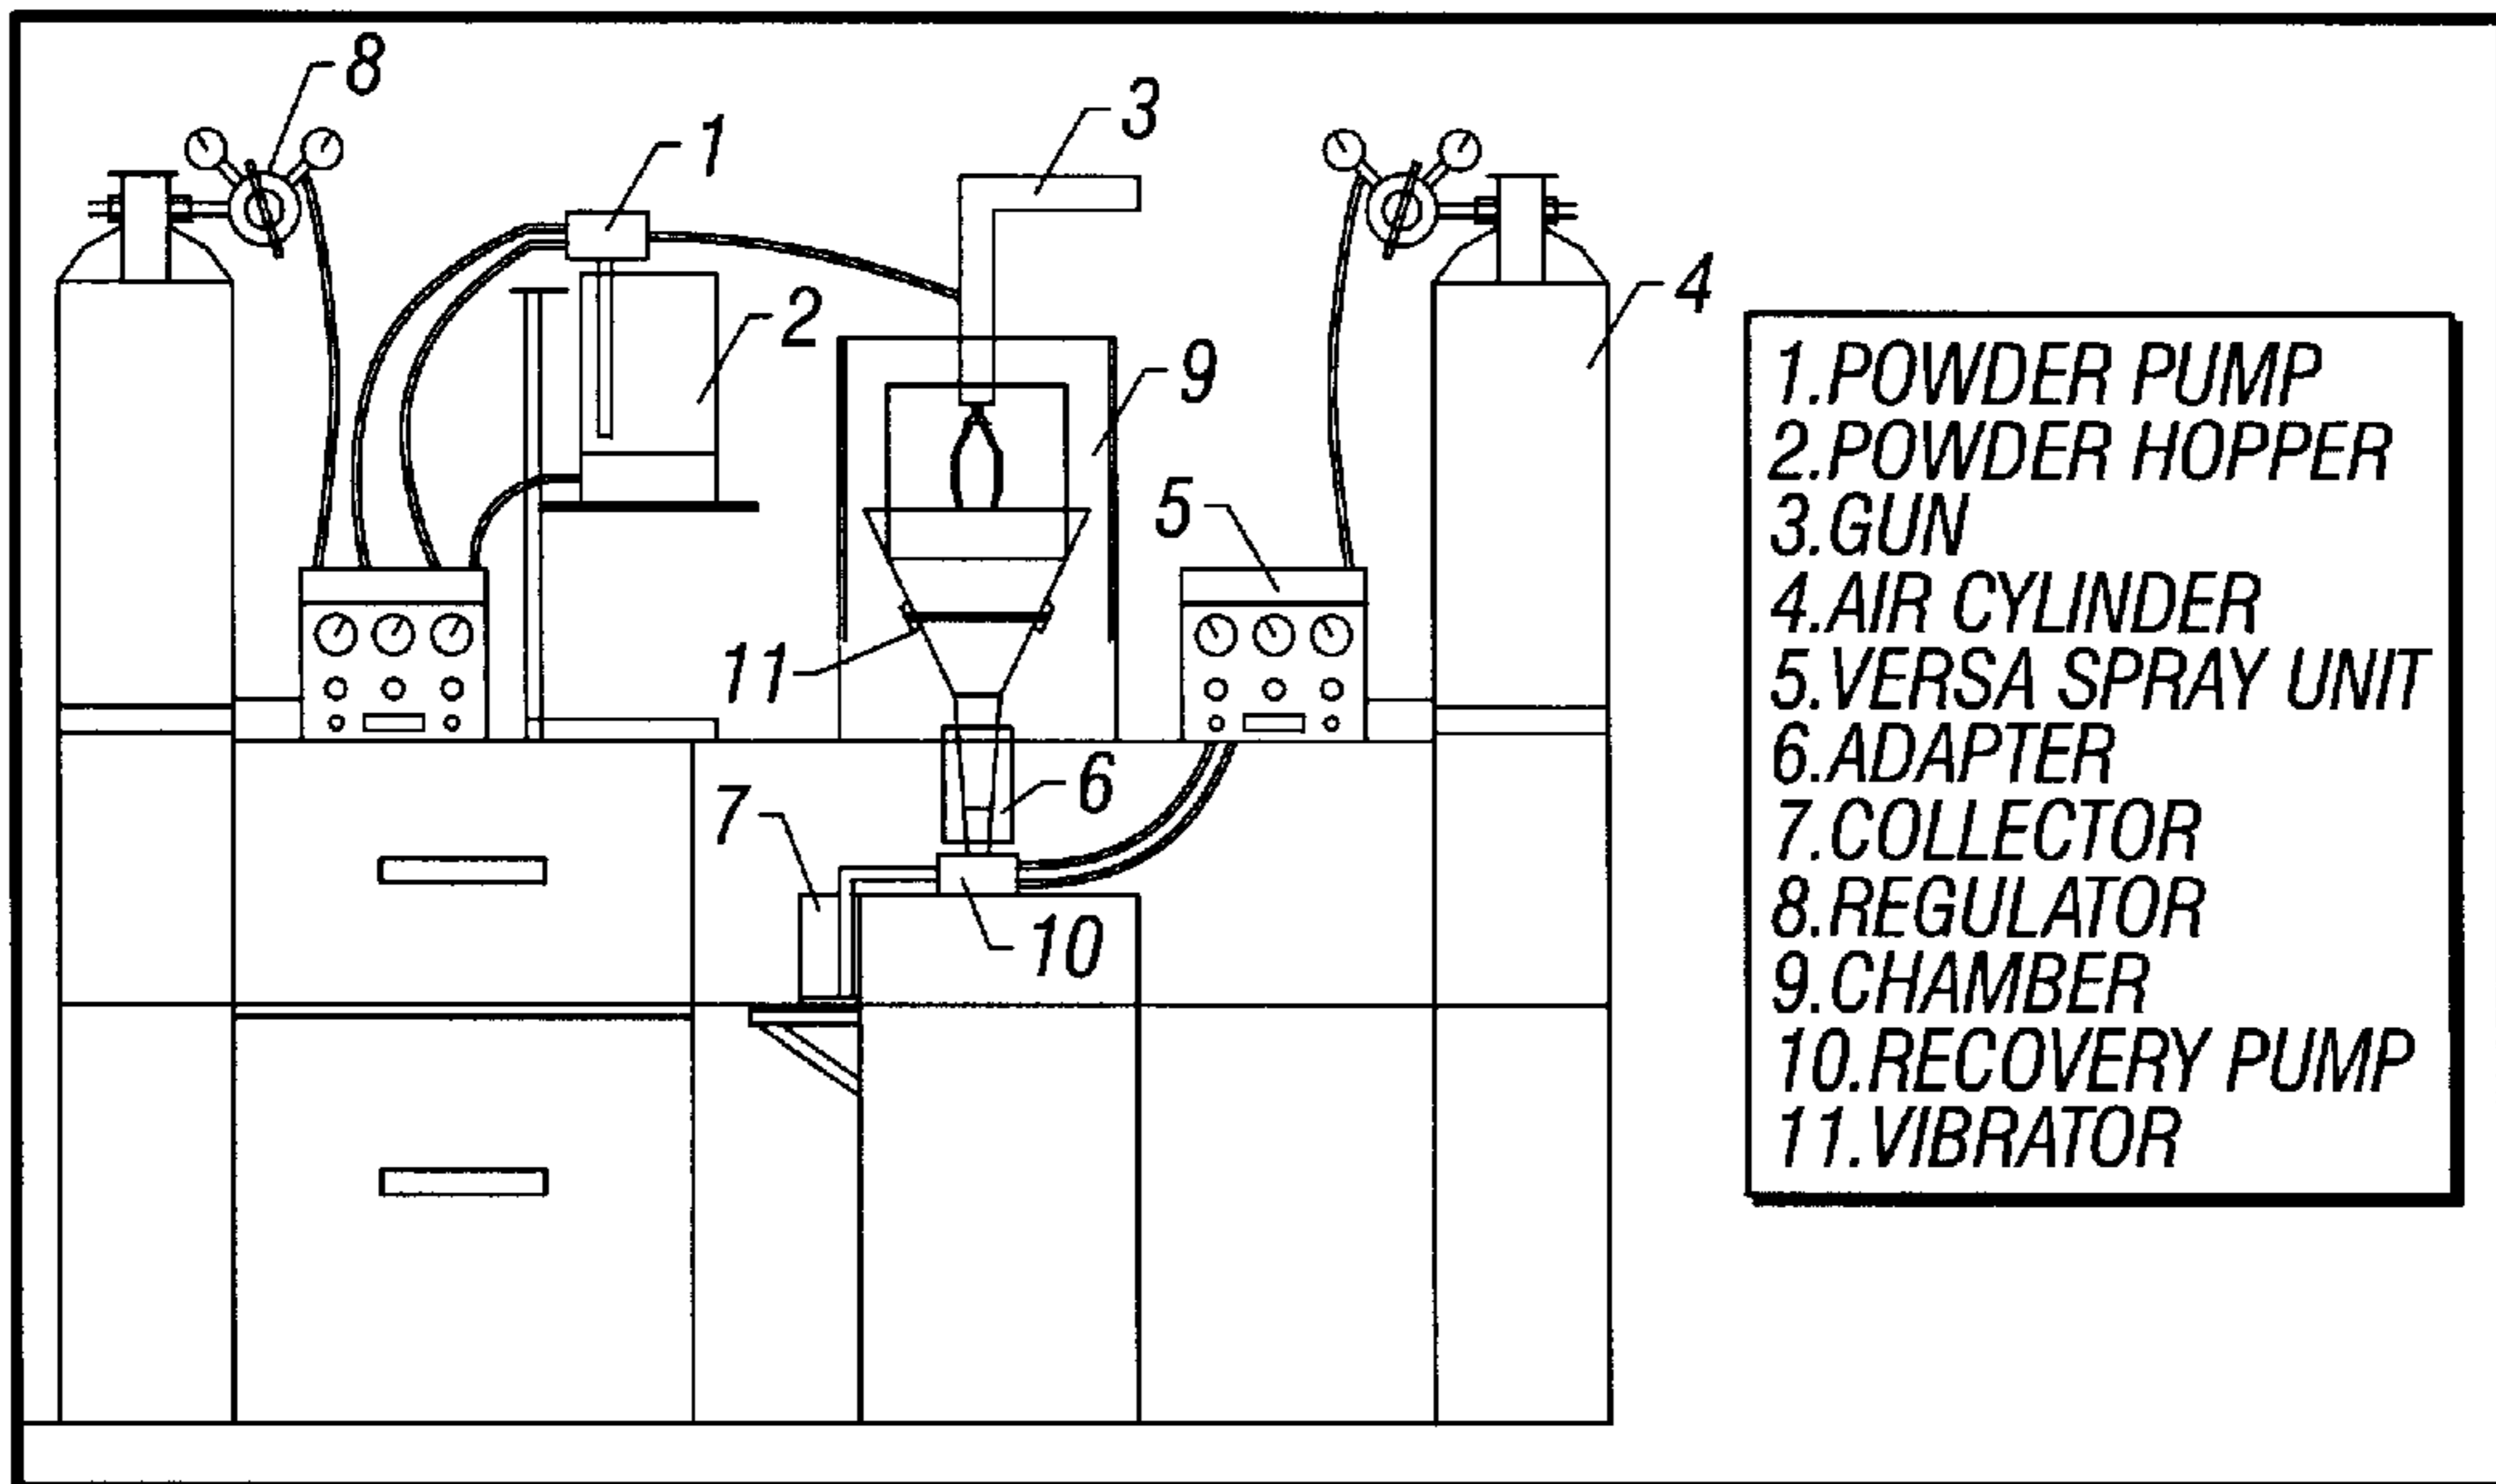 8
1
3
4
2
9
5
11
6
7
10
1.POWDER PUMP
2.POWDER HOPPER
3.GUN
4.AIR CYLINDER
5.VERSA SPRAY UNIT
6.ADAPTER
7.COLLECTOR
8.REGULATOR
9.CHAMBER
10.RECOVERY PUMP
11.VIBRATOR